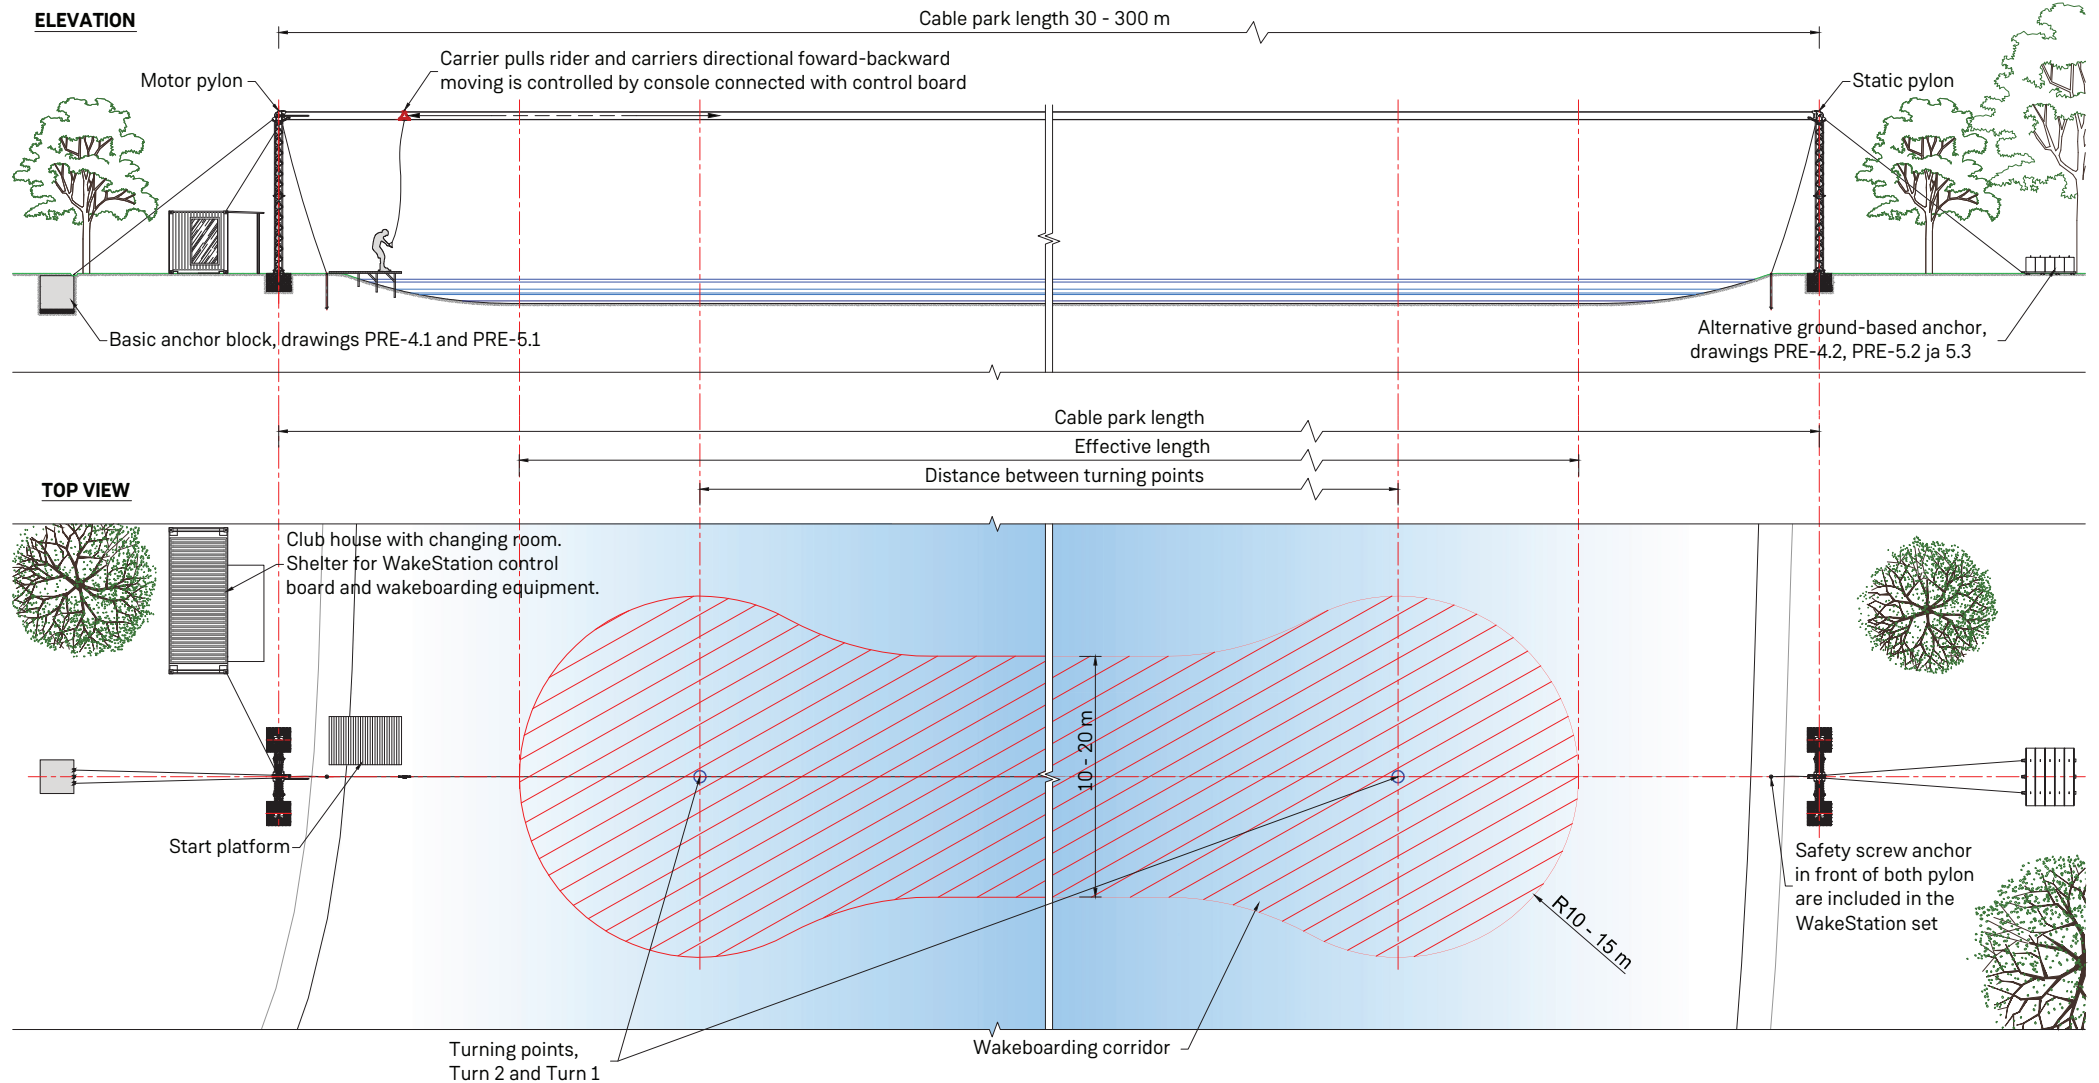 ELEVATION
Cable park length 30 - 300 m
Carrier pulls rider and carriers directional foward-backward
moving is controlled by console connected with control board
Motor pylon
Static pylon
Basic anchor block, drawings PRE-4.1 and PRE-5.1
Alternative ground-based anchor,
drawings PRE-4.2, PRE-5.2 ja 5.3
Cable park length
Effective length
Distance between turning points
TOP VIEW
Club house with changing room.
Shelter for WakeStation control
board and wakeboarding equipment.
10 - 20 m
Start platform
Safety screw anchor
in front of both pylon
are included in the
WakeStation set
R10 - 15 m
Turning points,
Turn 2 and Turn 1
Wakeboarding corridor